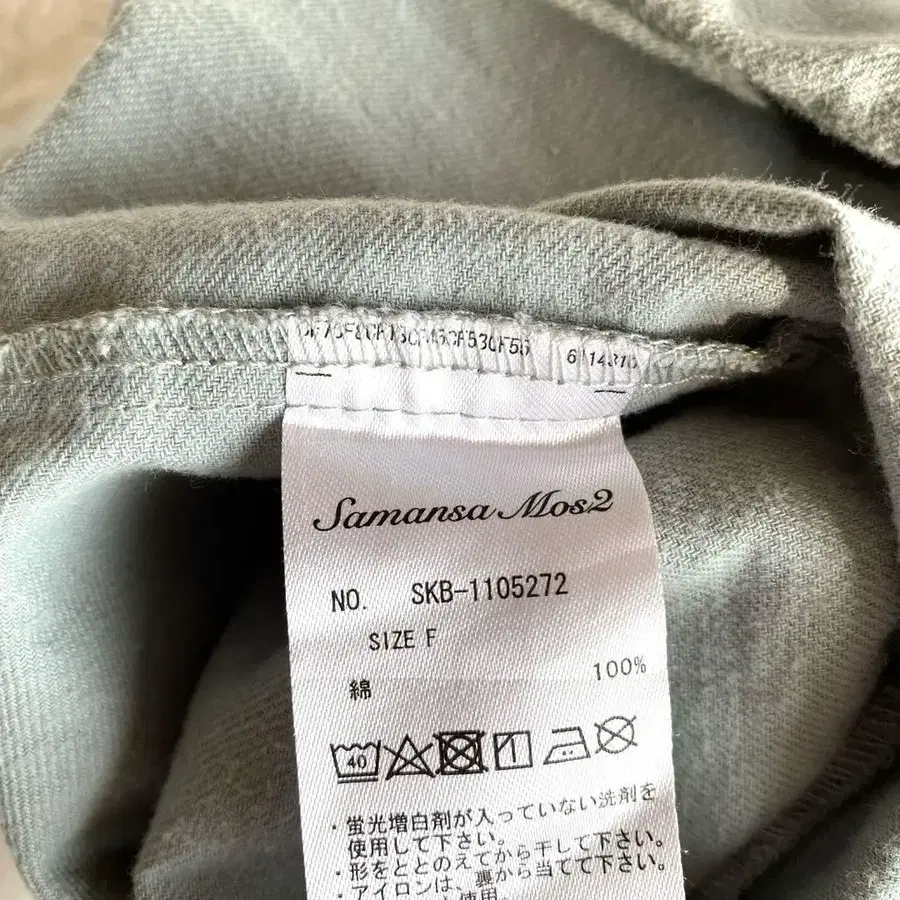 Samansa Mos2
NO. SKB-1105272
SIZE F
綿 100%
40
・蛍光増白剤が入っていない洗剤を
使用して下さい。
・形をととのえてから干して下さい。
・アイロンは、裏から当てて下さい。